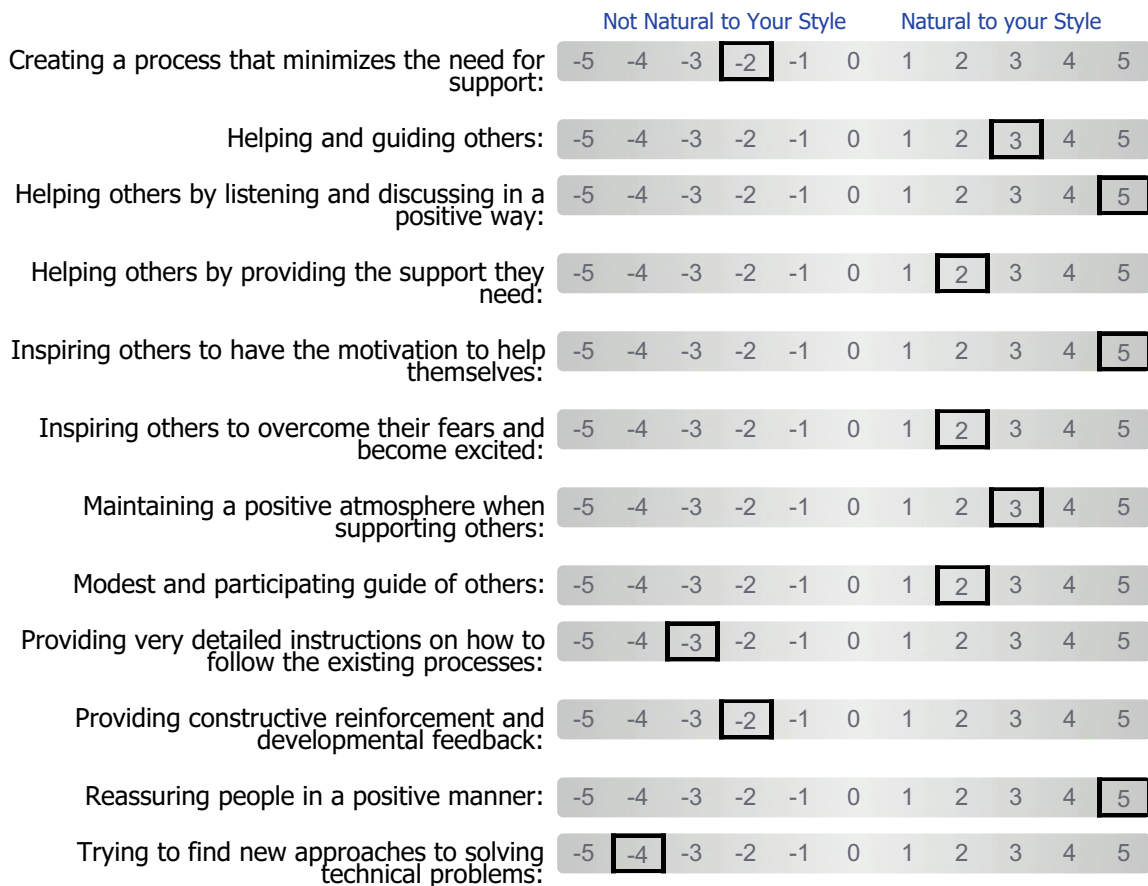 Not Natural to Your Style Natural to your Style
Creating a process that minimizes the need for
support:
-5 -4 -3 -2 -1 0 1 2 3 4 5
Helping and guiding others:
-5 -4 -3 -2 -1 0 1 2 3 4 5
Helping others by listening and discussing in a
positive way:
-5 -4 -3 -2 -1 0 1 2 3 4 5
Helping others by providing the support they
need:
-5 -4 -3 -2 -1 0 1 2 3 4 5
Inspiring others to have the motivation to help
themselves:
-5 -4 -3 -2 -1 0 1 2 3 4 5
Inspiring others to overcome their fears and
become excited:
-5 -4 -3 -2 -1 0 1 2 3 4 5
Maintaining a positive atmosphere when
supporting others:
-5 -4 -3 -2 -1 0 1 2 3 4 5
Modest and participating guide of others:
-5 -4 -3 -2 -1 0 1 2 3 4 5
Providing very detailed instructions on how to
follow the existing processes:
-5 -4 -3 -2 -1 0 1 2 3 4 5
Providing constructive reinforcement and
developmental feedback:
-5 -4 -3 -2 -1 0 1 2 3 4 5
Reassuring people in a positive manner:
-5 -4 -3 -2 -1 0 1 2 3 4 5
Trying to find new approaches to solving
technical problems:
-5 -4 -3 -2 -1 0 1 2 3 4 5